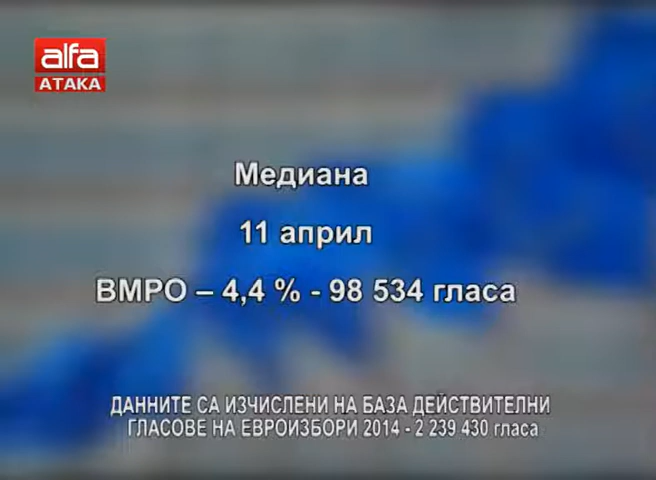 alfa
АТАКА
Медиана
11 април
ВМРО – 4,4 % - 98 534 гласа
ДАННИТЕ СА ИЗЧИСЛЕНИ НА БАЗА ДЕЙСТВИТЕЛНИ
ГЛАСОВЕ НА ЕВРОИЗБОРИ 2014 - 2 239 430 гласа